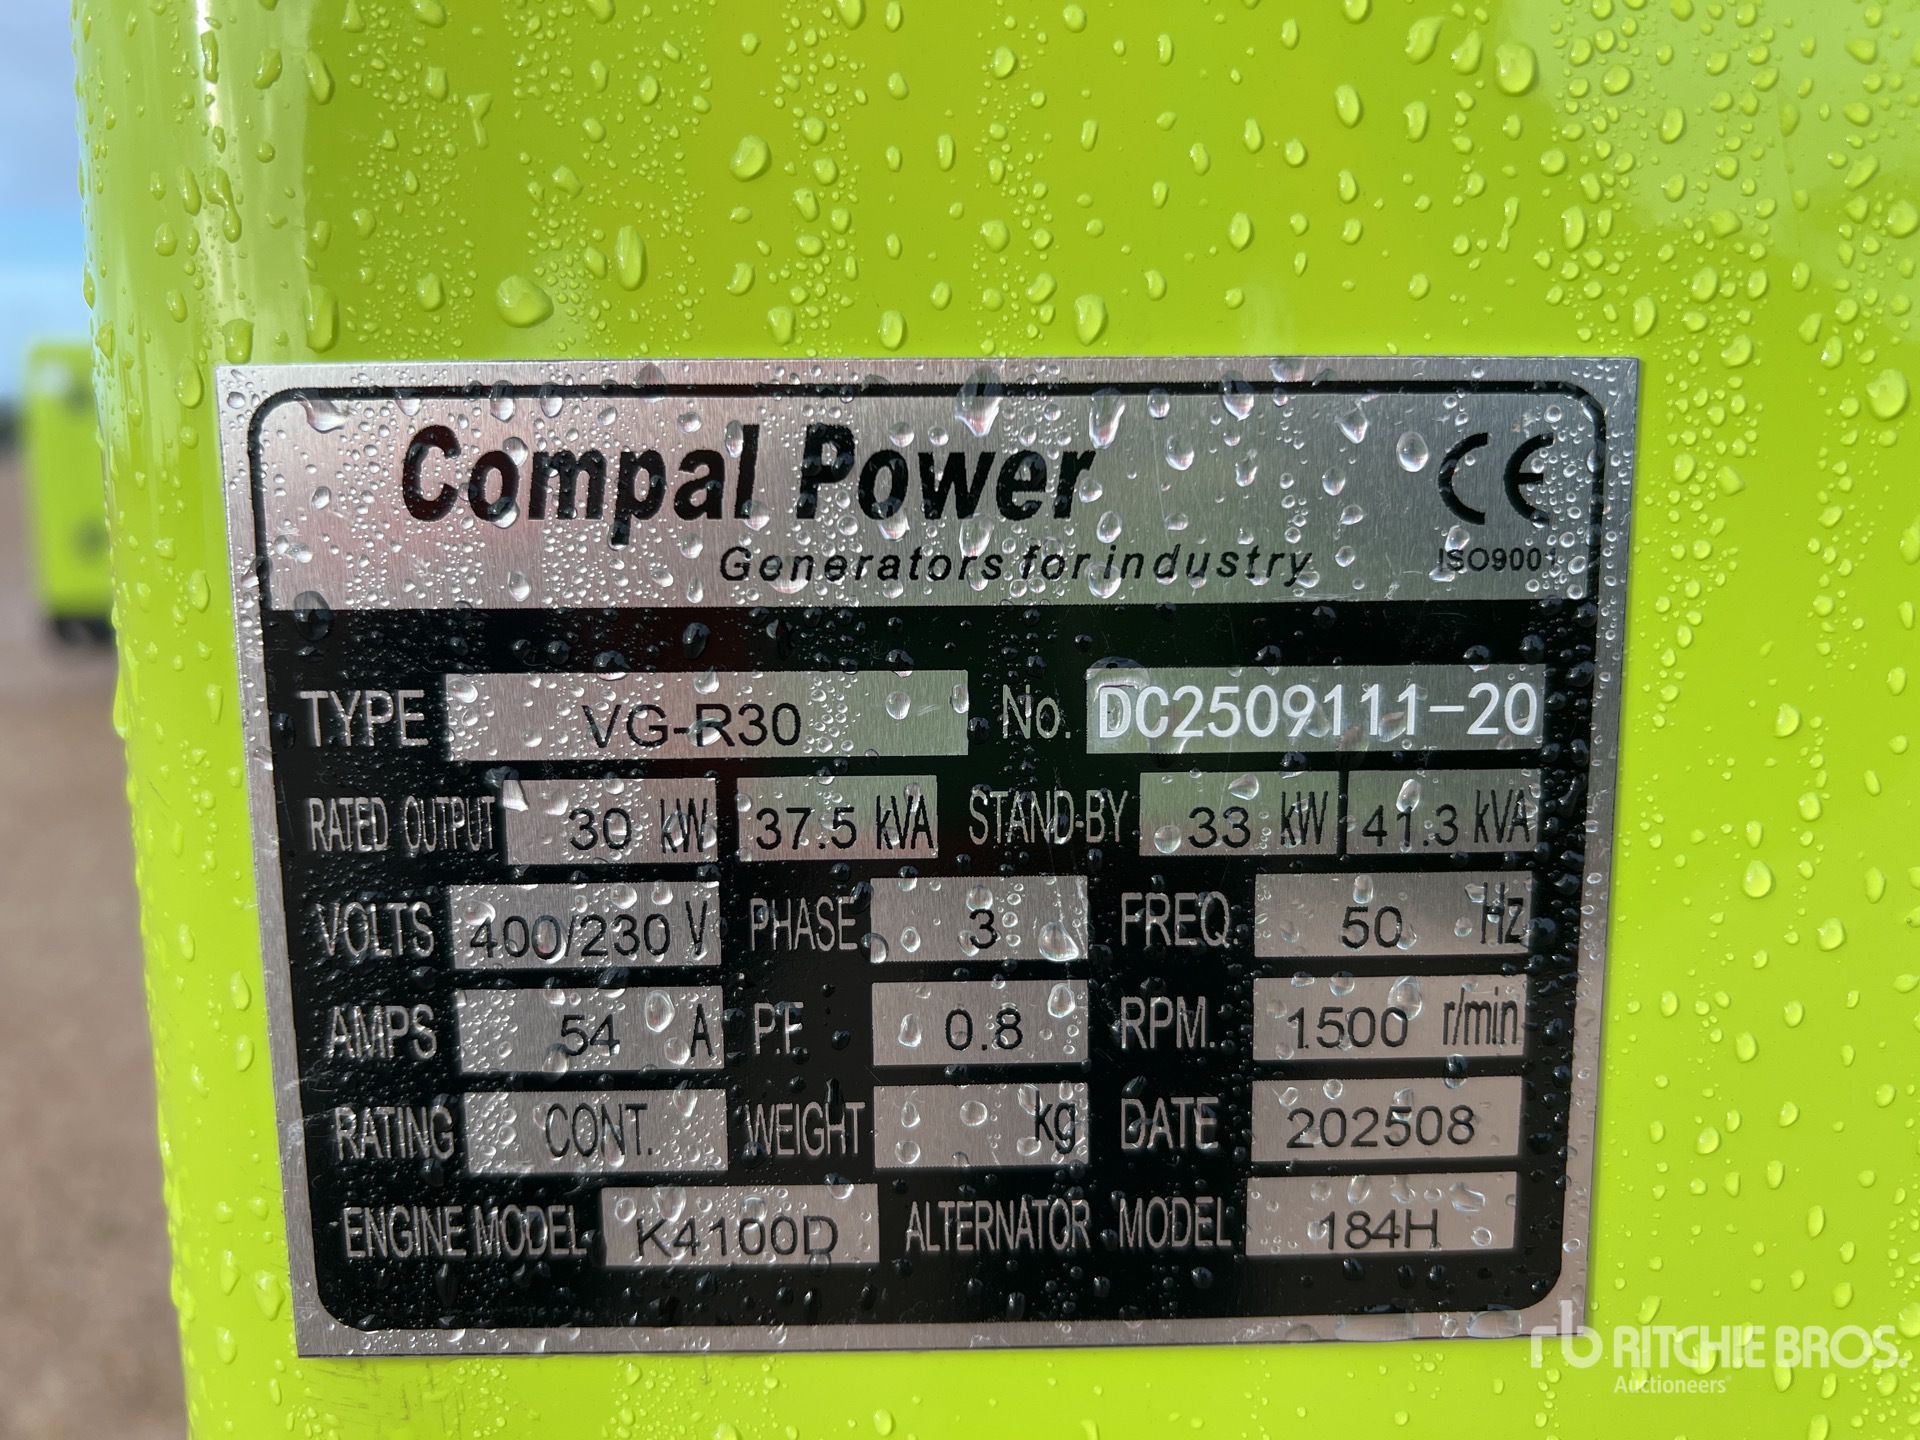 Compal Power
CE
Generators for industry
ISO9001
TYPE VG-R30 No. DC2509111-20
RATED OUTPUT 30 kW 37.5 kVA STAND-BY 33 kW 41.3 kVA
VOLTS 400/230 V PHASE 3 FREQ. 50 Hz
AMPS 54 A P.F. 0.8 RPM. 1500 r/min
RATING CONT. WEIGHT kg DATE 202508
ENGINE MODEL K4100D ALTERNATOR MODEL 184H
rb RITCHIE BROS.
Auctioneers